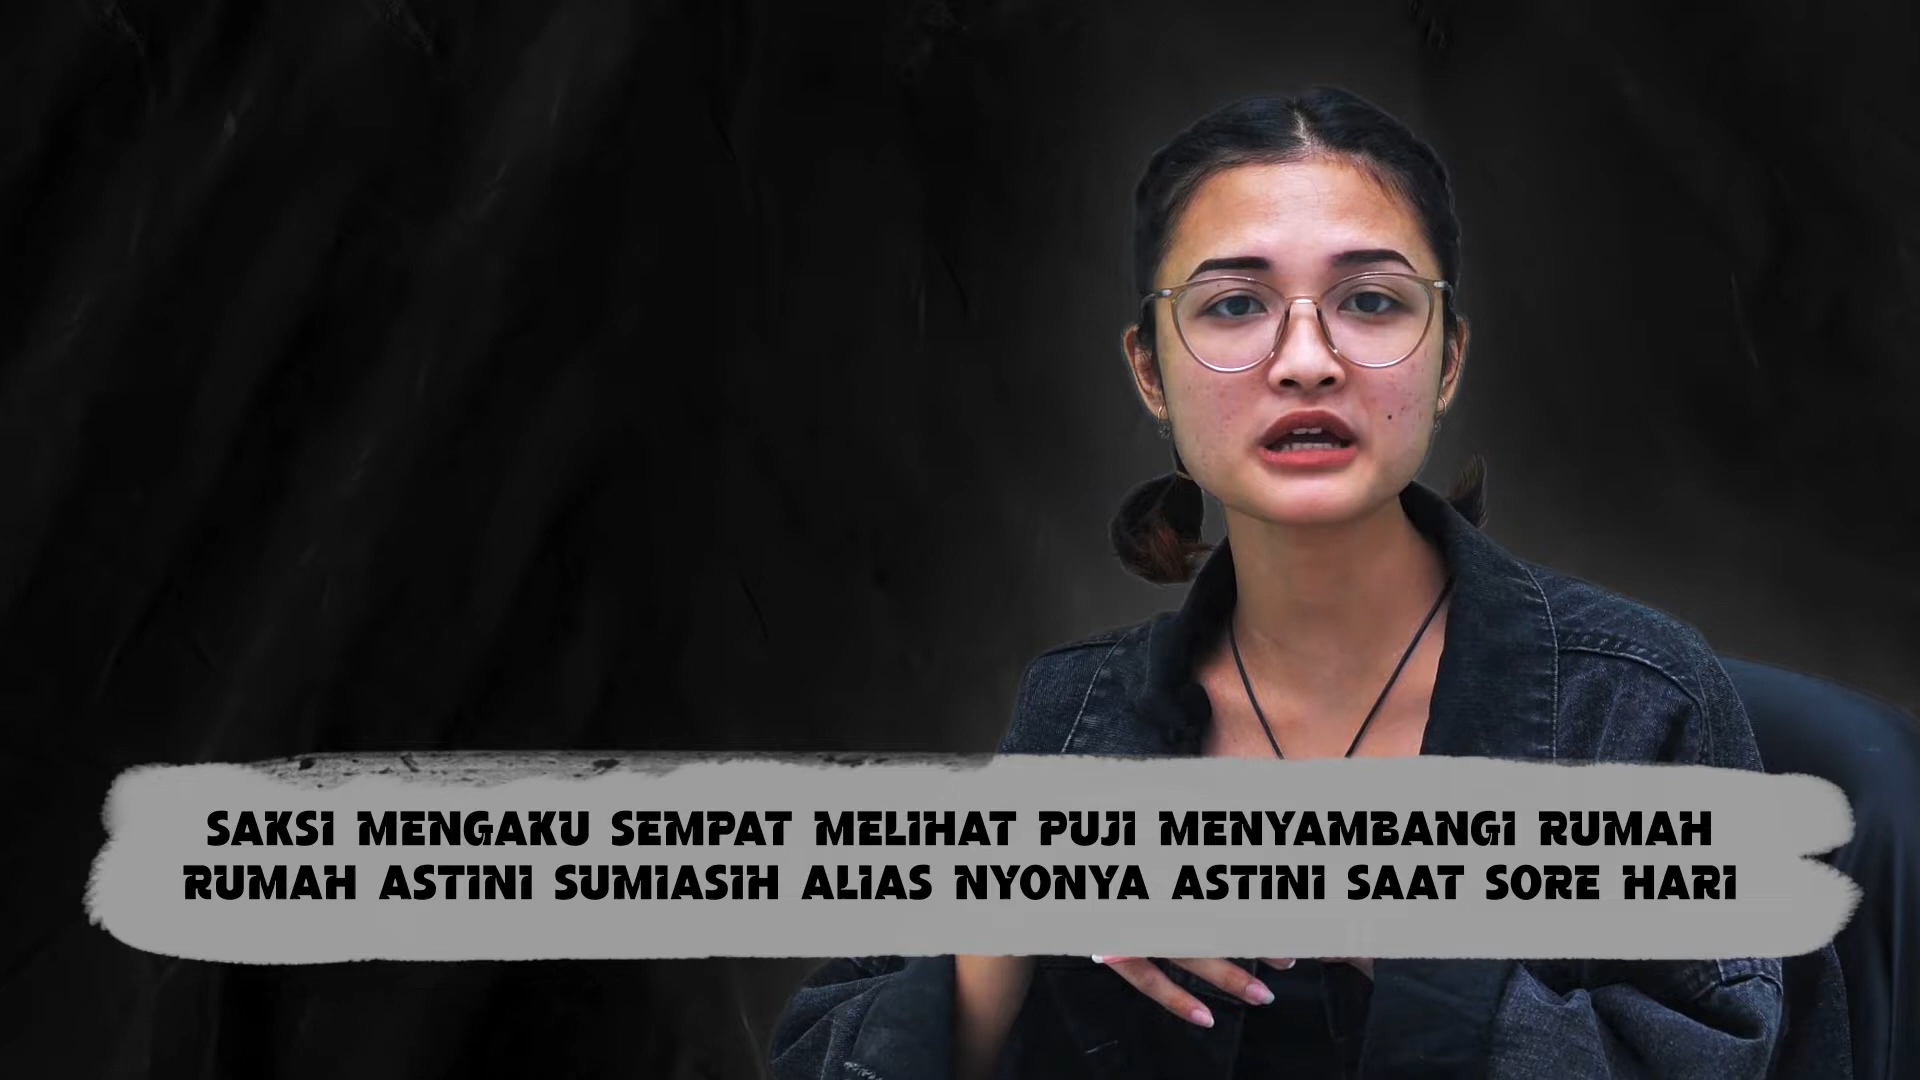 SAKSI MENGAKU SEMPAT MELIHAT PUJI MENYAMBANGI RUMAH
RUMAH ASTINI SUMIASIH ALIAS NYONYA ASTINI SAAT SORE HARI